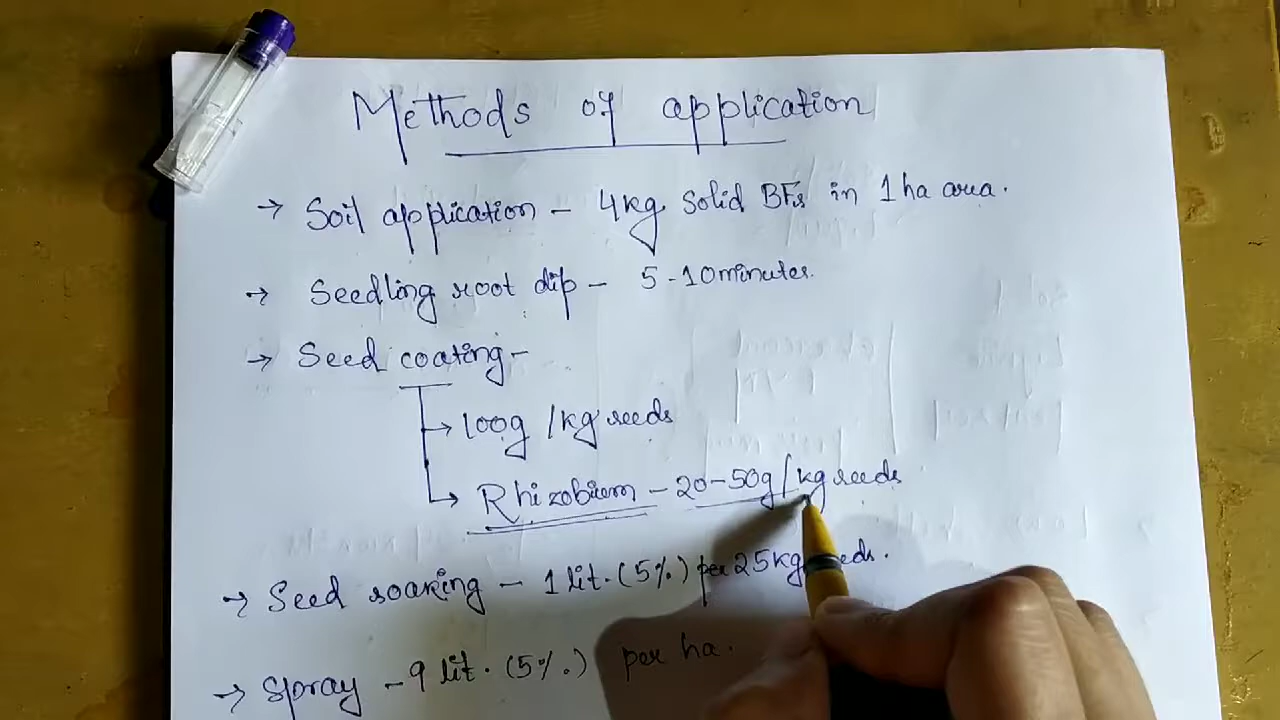 Methods of application
→ Soil application - 4kg solid BFs in 1 ha area.
→ Seedling root dip - 5-10 minutes.
→ Seed coating -
→ 100g /kg seeds
→ Rhizobium - 20-50g/kg seeds
→ Seed soaking - 1 lit. (5%) per 25kg
→ Spray - 9 lit. (5%) per ha.